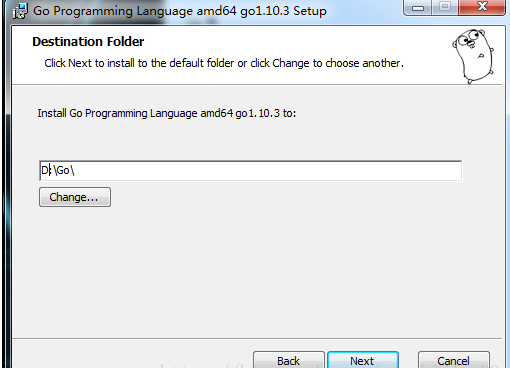 Go Programming Language amd64 go1.10.3 Setup
Destination Folder
Click Next to install to the default folder or click Change to choose another.
Install Go Programming Language amd64 go1.10.3 to:
D:\Go\
Change...
Back
Next
Cancel